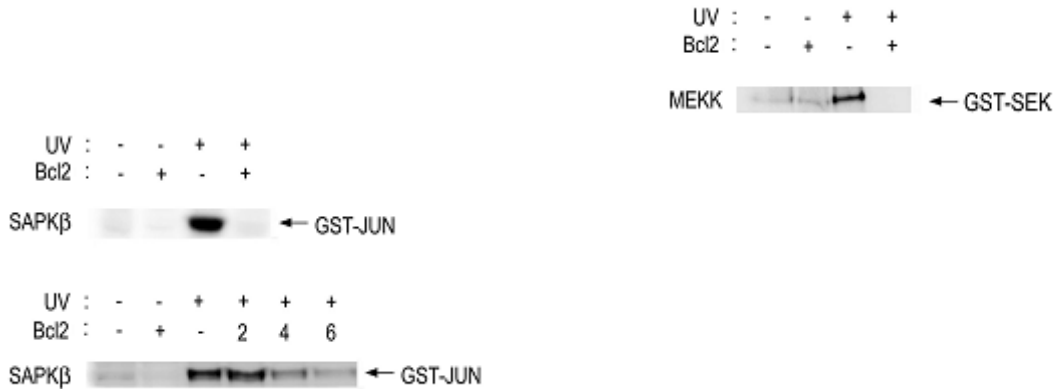 UV : - - + +
Bcl2 : - + - +
MEKK ← GST-SEK
UV : - - + +
Bcl2 : - + - +
SAPKβ ← GST-JUN
UV : - - + + + +
Bcl2 : - + - 2 4 6
SAPKβ ← GST-JUN